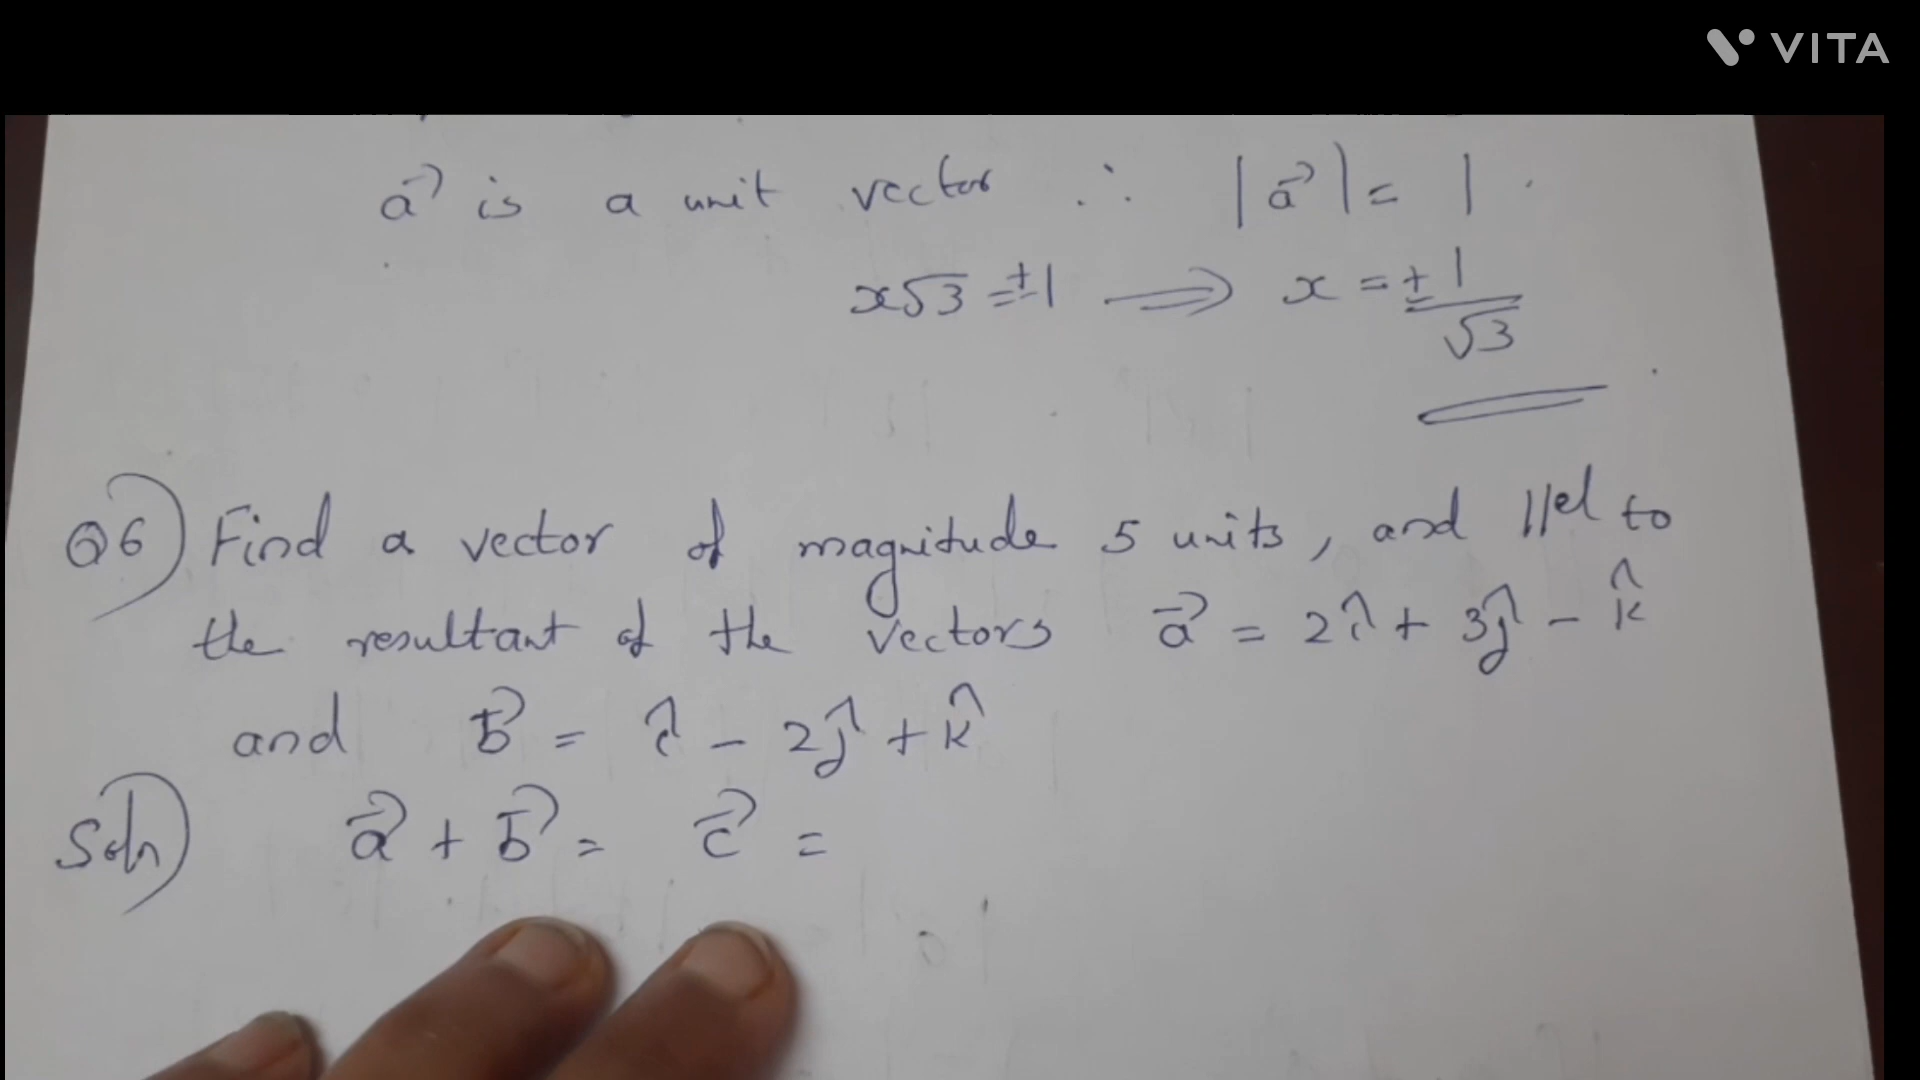 VITA
a⃗ is a unit vector ∴ |a⃗| = 1.
x√3 = ±1 ⟹ x = ±1/√3
Q6) Find a vector of magnitude 5 units, and ||el to
the resultant of the vectors a⃗ = 2î + 3ĵ - k̂
and b⃗ = î - 2ĵ + k̂
Soln) a⃗ + b⃗ = c⃗ =